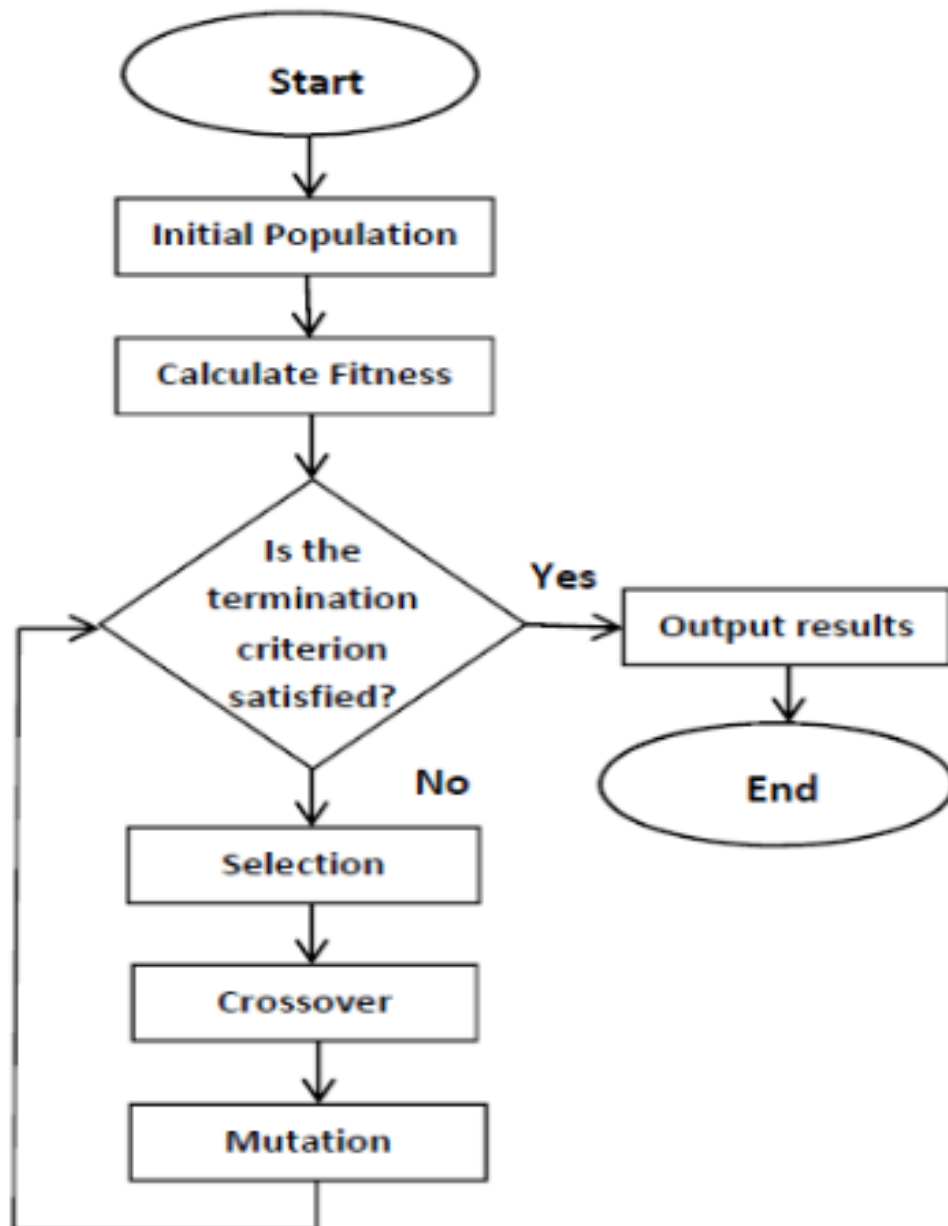 Start
Initial Population
Calculate Fitness
Is the
termination
criterion
satisfied?
Yes
Output results
End
No
Selection
Crossover
Mutation